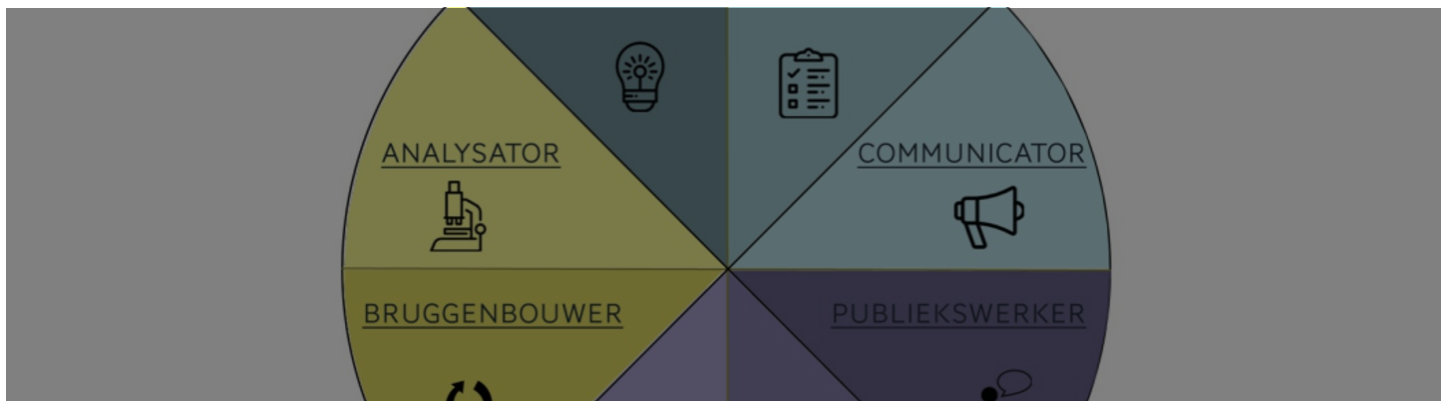 ANALYSATOR
COMMUNICATOR
BRUGGENBOUWER
PUBLIEKSWERKER